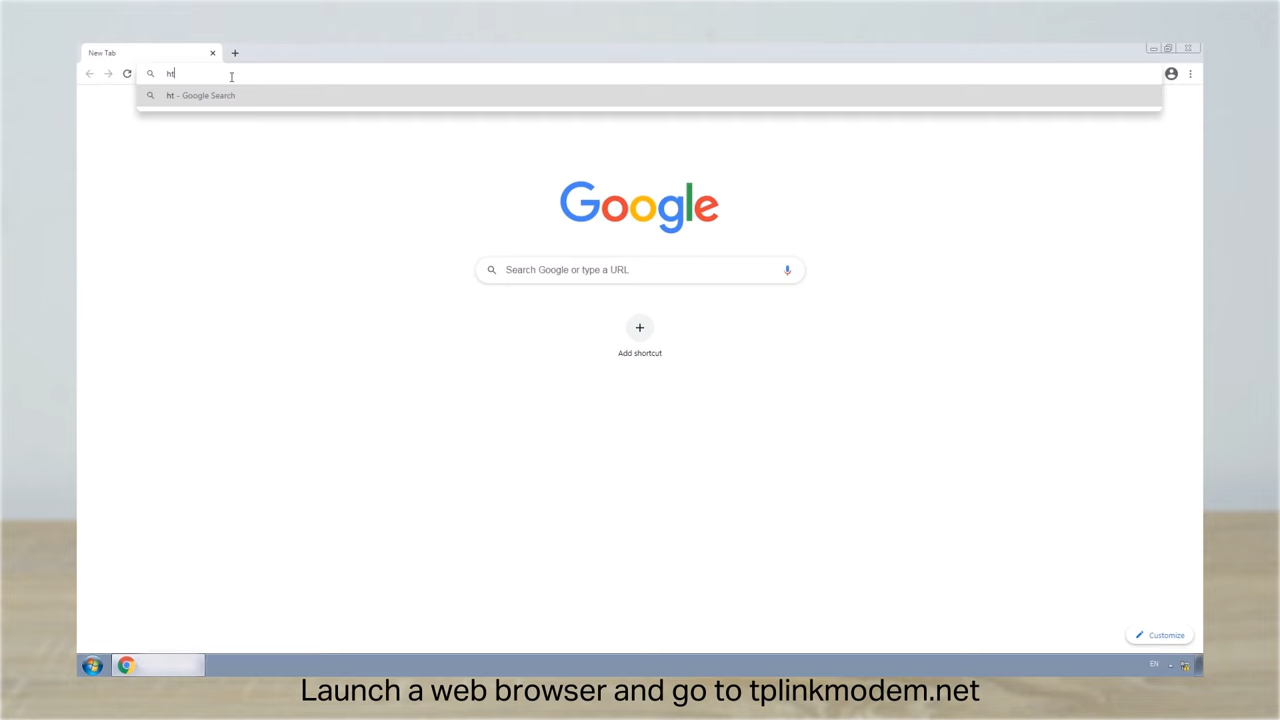 New Tab
ht
ht - Google Search
Google
Search Google or type a URL
Add shortcut
Customize
EN
Launch a web browser and go to tplinkmodem.net